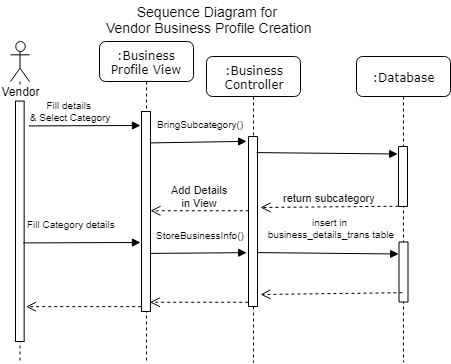 Sequence Diagram for
Vendor Business Profile Creation
:Business
Profile View
:Business
Controller
:Database
Vendor
Fill details
& Select Category
BringSubcategory()
Add Details
in View
return subcategory
Fill Category details
StoreBusinessInfo()
insert in
business_details_trans table